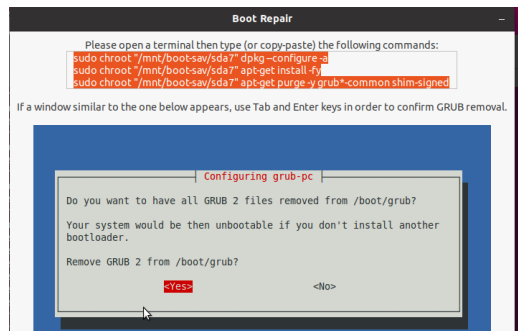 Boot Repair
Please open a terminal then type (or copy-paste) the following commands:
sudo chroot "/mnt/boot-sav/sda7" dpkg --configure -a
sudo chroot "/mnt/boot-sav/sda7" apt-get install -fy
sudo chroot "/mnt/boot-sav/sda7" apt-get purge -y grub*-common shim-signed
If a window similar to the one below appears, use Tab and Enter keys in order to confirm GRUB removal.
Configuring grub-pc
Do you want to have all GRUB 2 files removed from /boot/grub?
Your system would be then unbootable if you don't install another
bootloader.
Remove GRUB 2 from /boot/grub?
<Yes> <No>